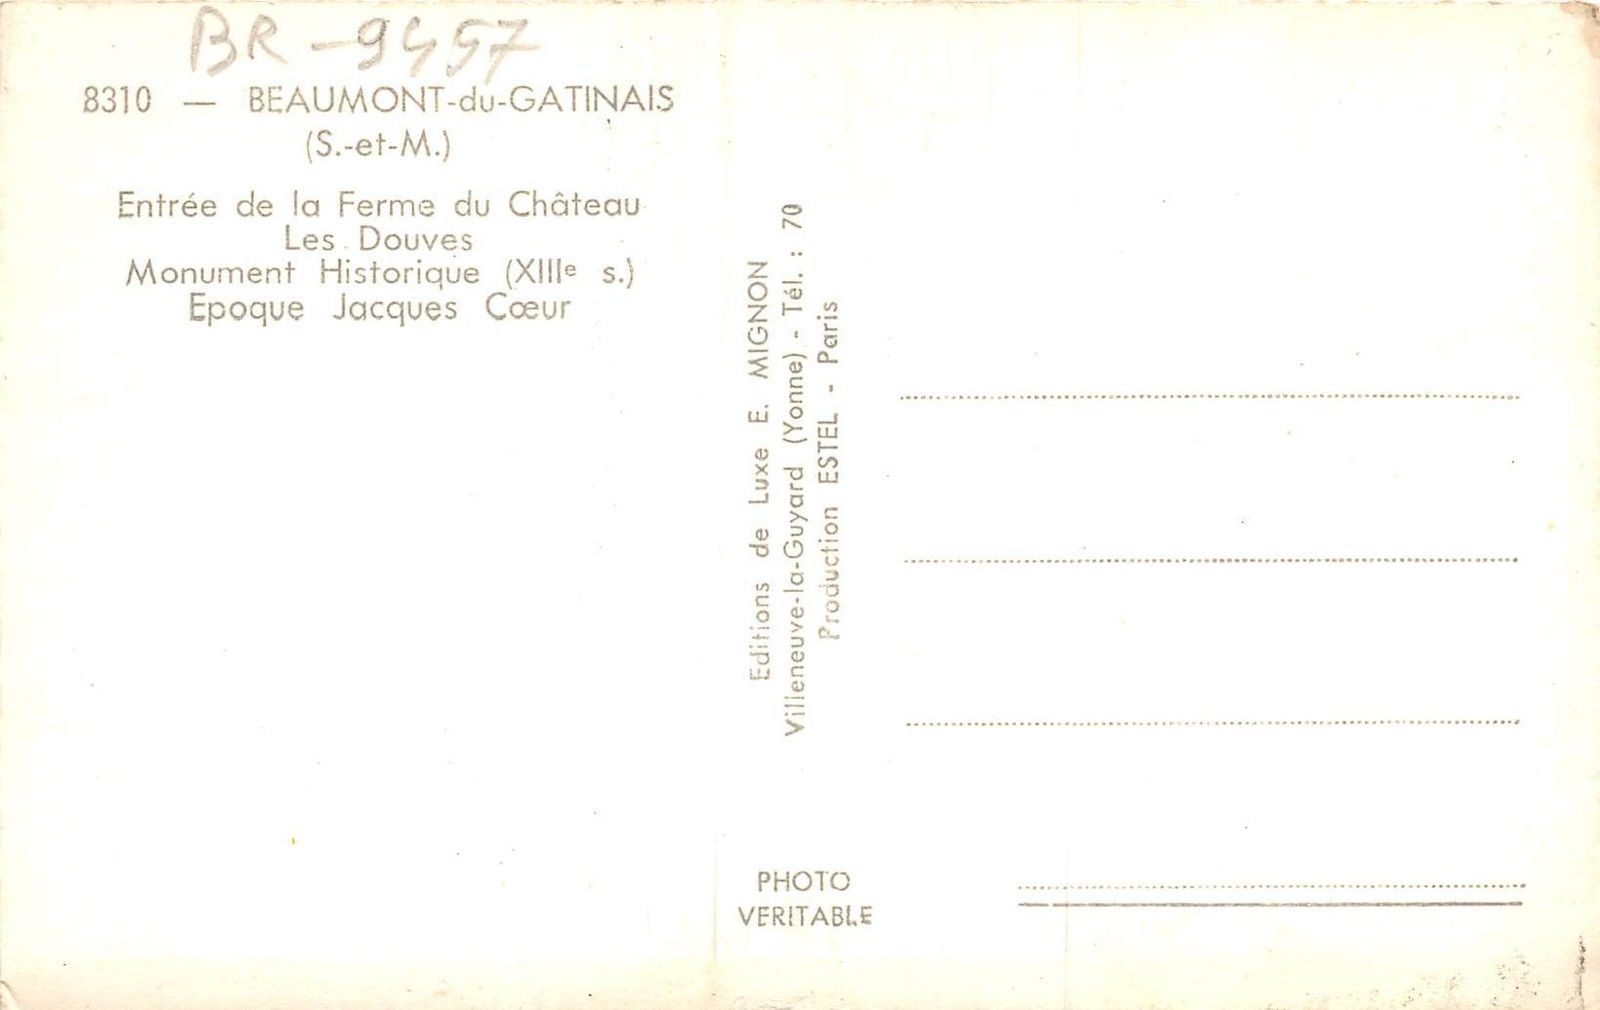 BR-9457
8310 — BEAUMONT-du-GATINAIS
(S.-et-M.)
Entrée de la Ferme du Château
Les Douves
Monument Historique (XIIIe s.)
Epoque Jacques Cœur
Editions de Luxe E. MIGNON
Villeneuve-la-Guyard (Yonne) - Tél. : 70
Production ESTEL - Paris
PHOTO
VERITABLE